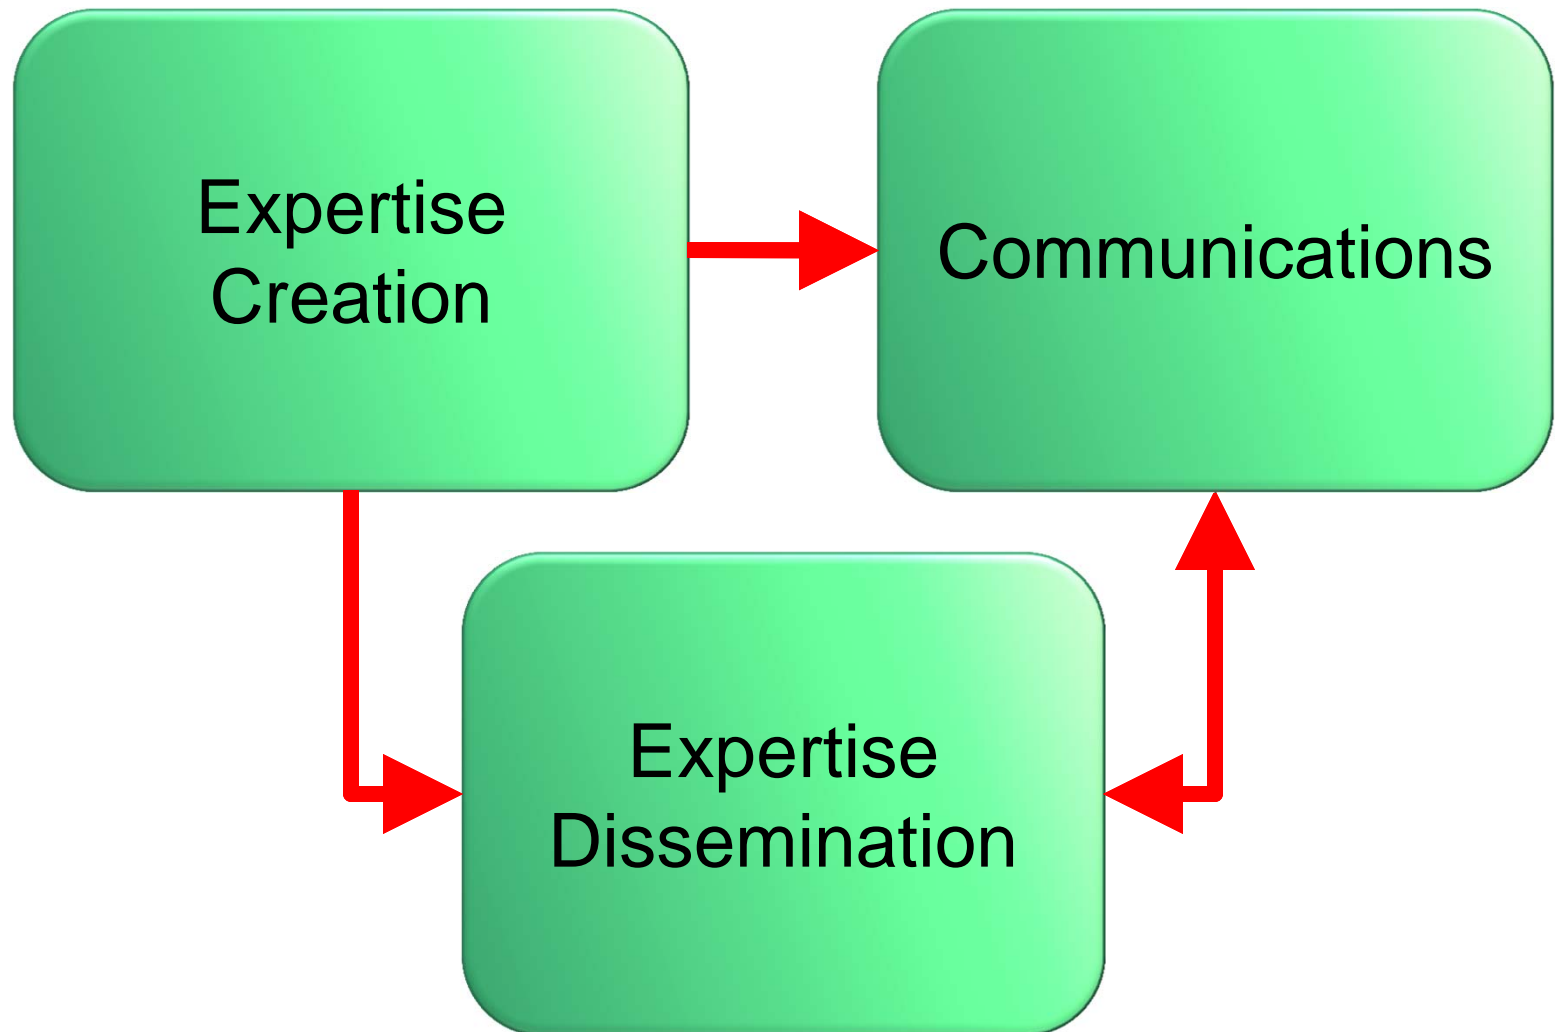 Expertise
Creation
Communications
Expertise
Dissemination